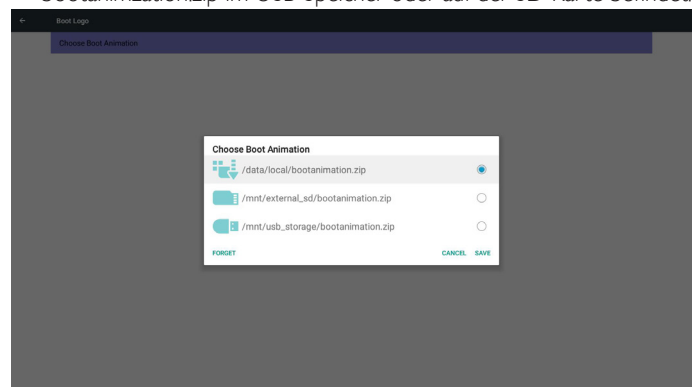 ← Boot Logo
Choose Boot Animation
Choose Boot Animation
/data/local/bootanimation.zip
/mnt/external_sd/bootanimation.zip
/mnt/usb_storage/bootanimation.zip
FORGET CANCEL SAVE